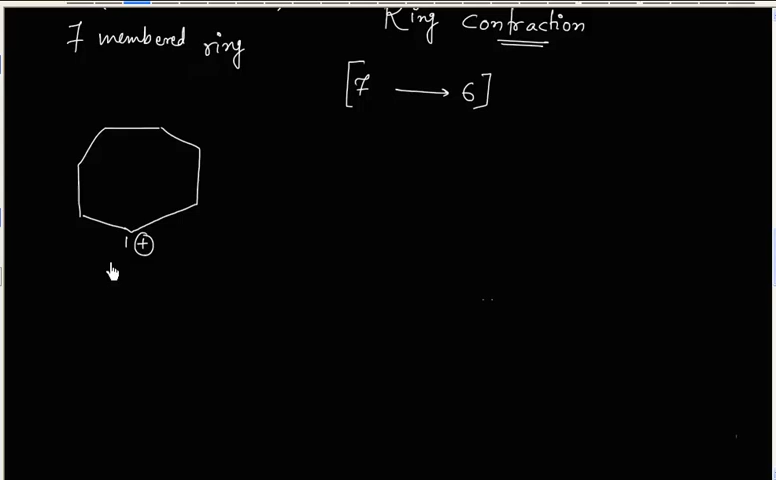 Ring Contraction
7 membered ring
[7 ⟶ 6]
1 ⊕